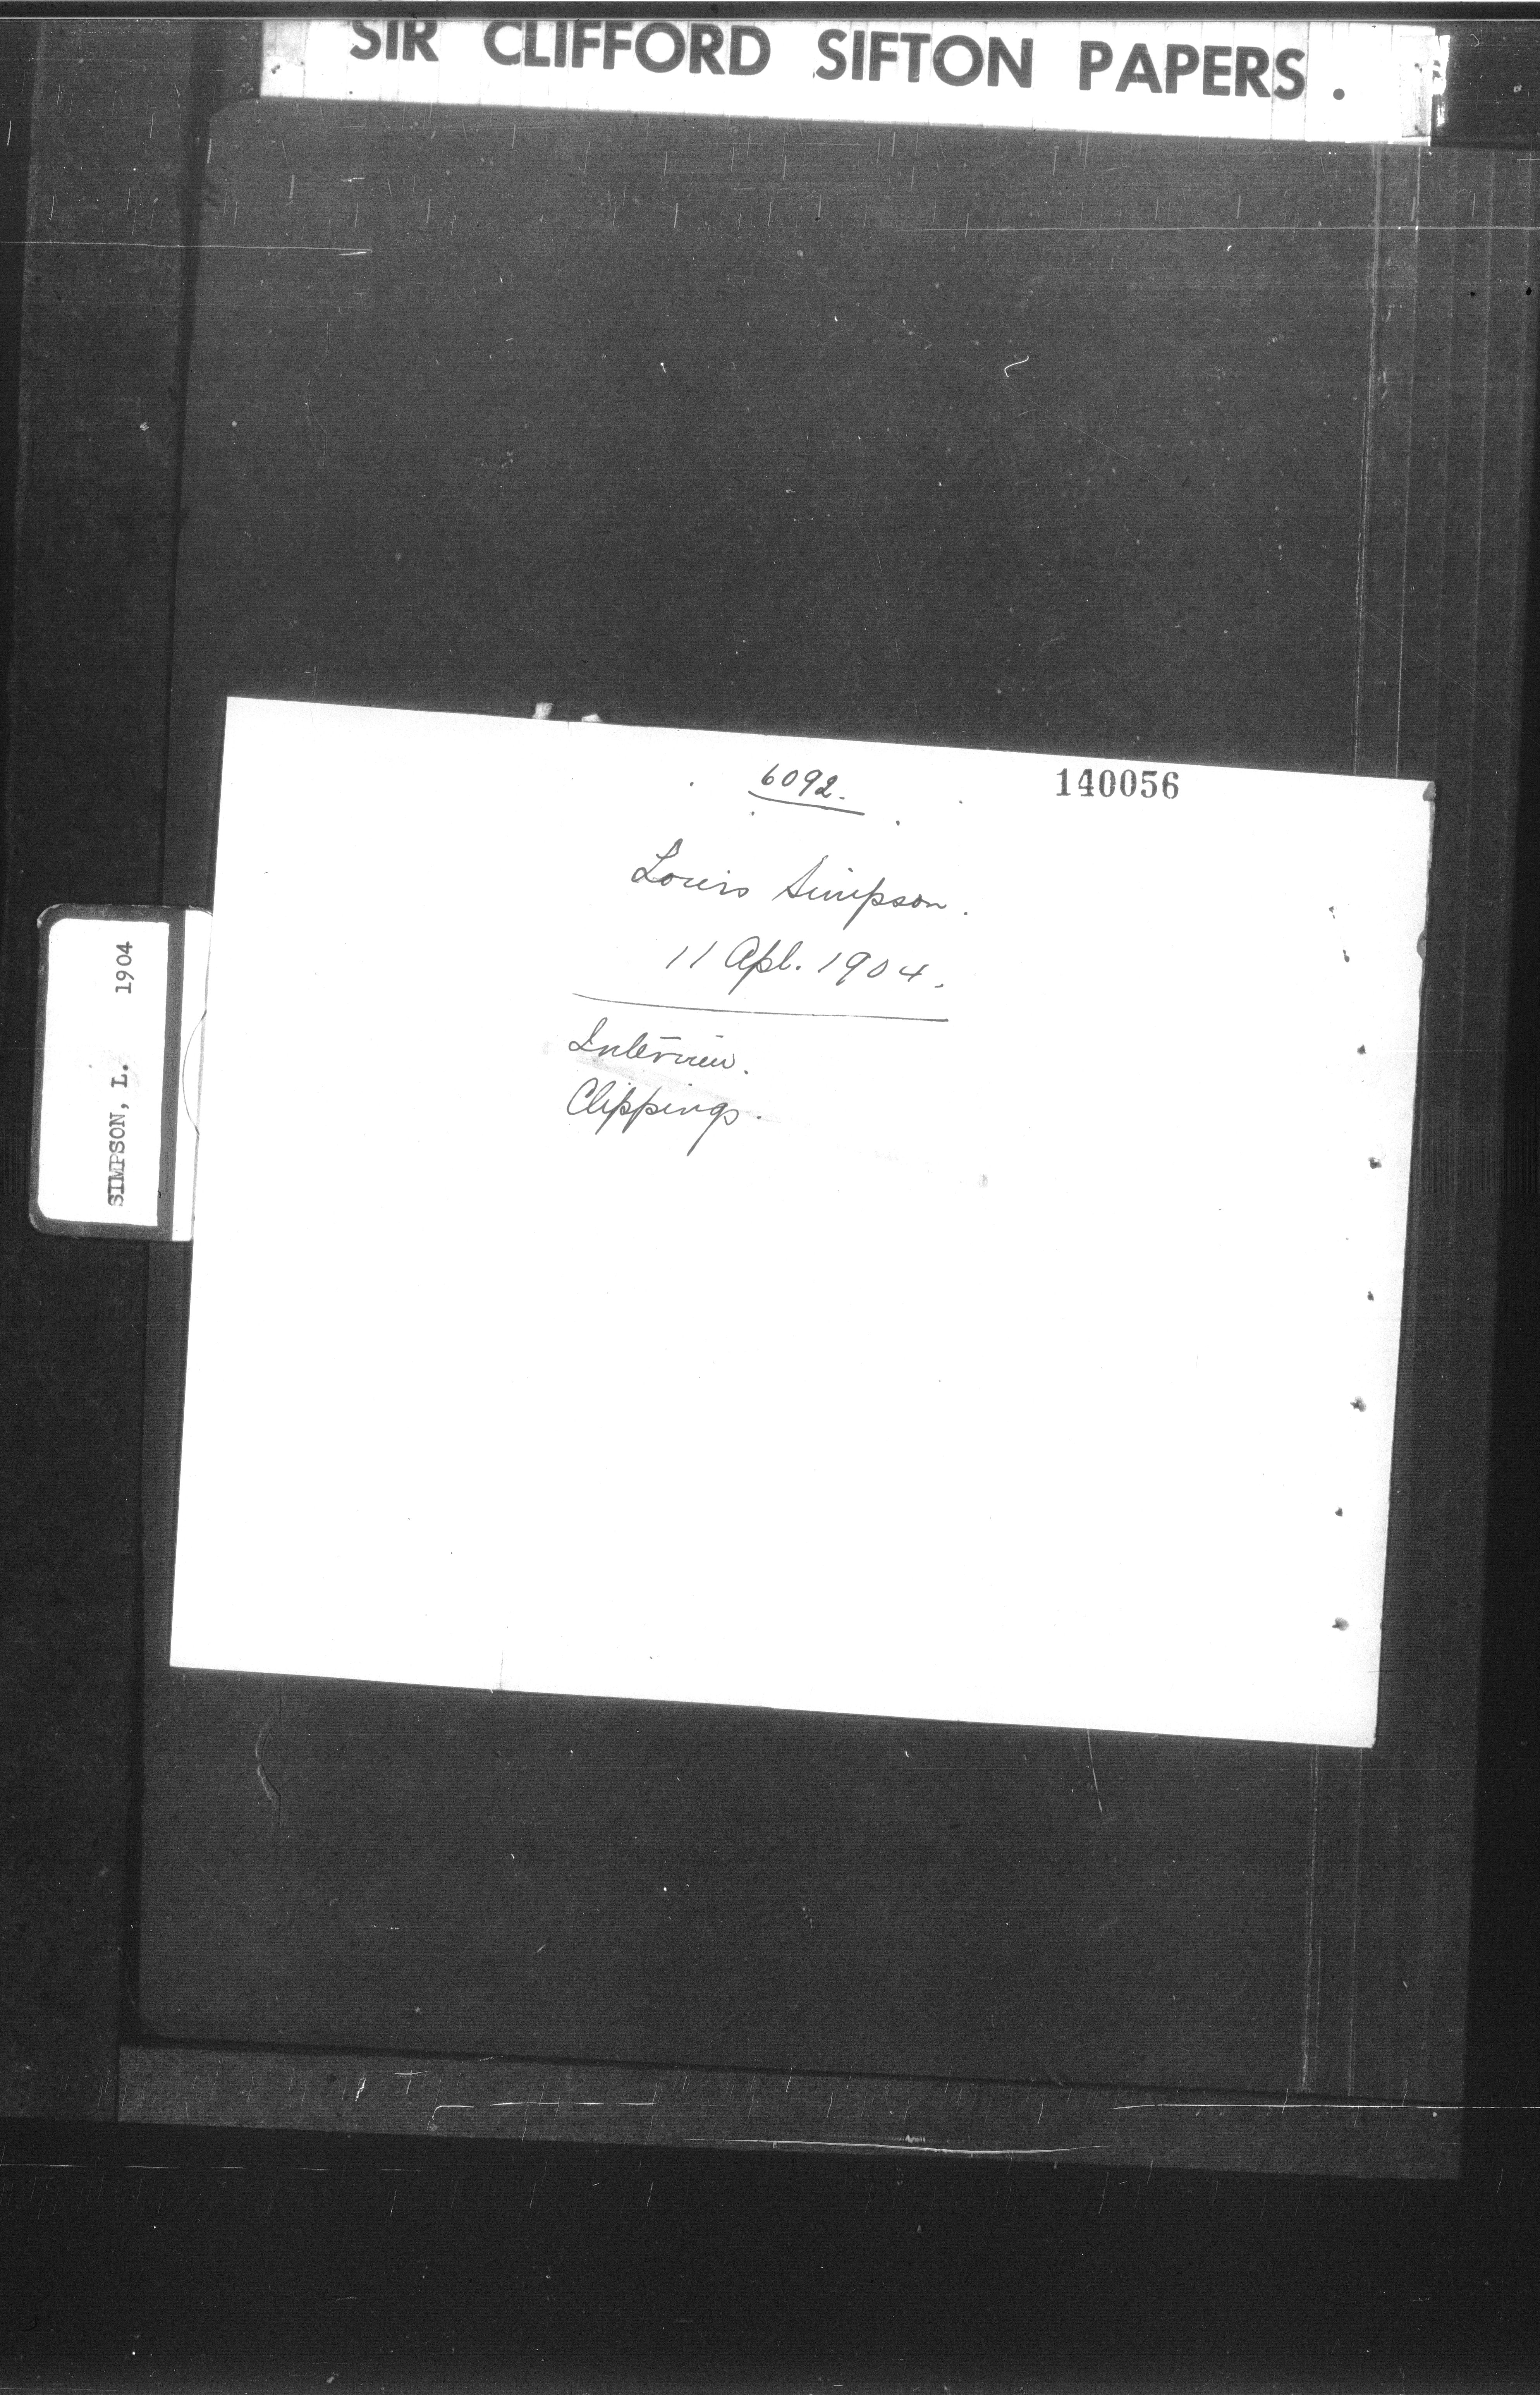 SIR CLIFFORD SIFTON PAPERS.
6092.
140056
Louis Simpson.
11 Apl. 1904.
Interview.
Clippings.
SIMPSON, L. 1904